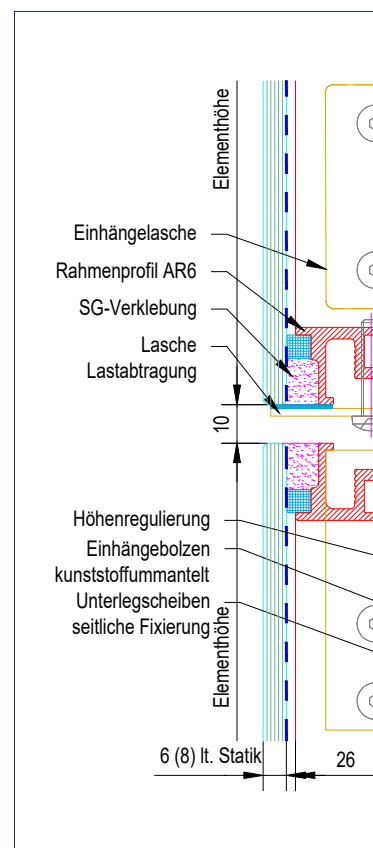 Elementhöhe
Einhängelasche
Rahmenprofil AR6
SG-Verklebung
Lasche
Lastabtragung
10
Höhenregulierung
Einhängebolzen
kunststoffummantelt
Unterlegscheiben
seitliche Fixierung
Elementhöhe
6 (8) lt. Statik
26